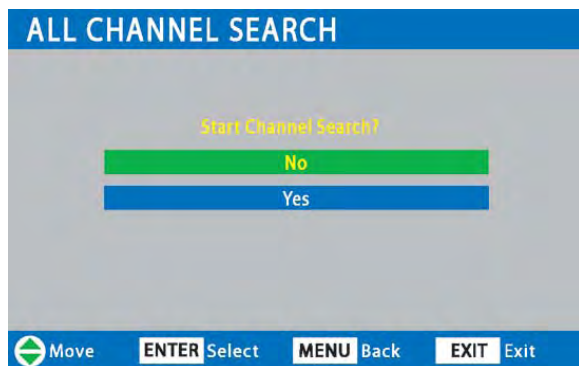 ALL CHANNEL SEARCH
Start Channel Search?
No
Yes
Move ENTER Select MENU Back EXIT Exit